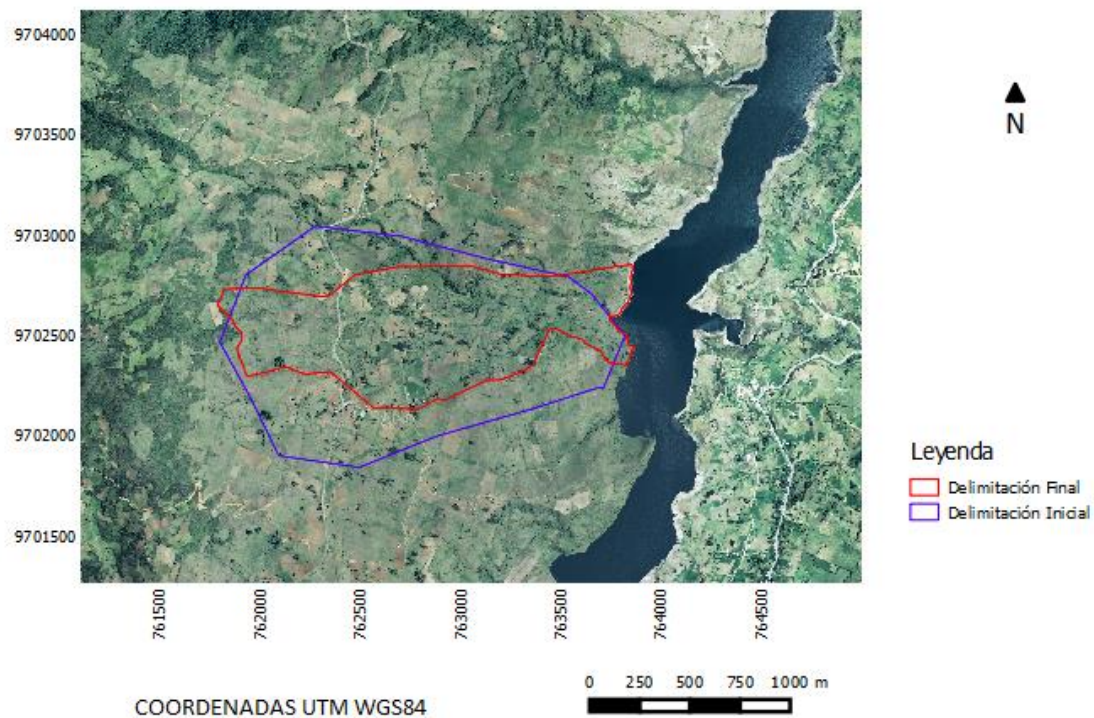 9704000
9703500
9703000
9702500
9702000
9701500
761500
762000
762500
763000
763500
764000
764500
N
Leyenda
Delimitación Final
Delimitación Inicial
0 250 500 750 1000 m
COORDENADAS UTM WGS84